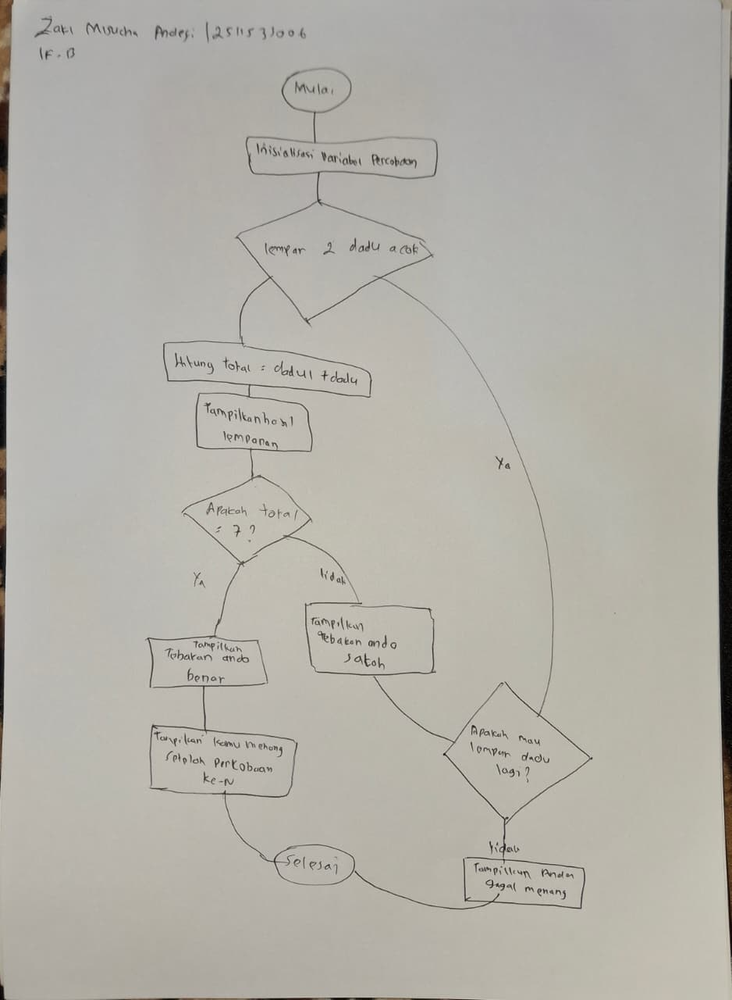 Zaki Misucha Andesi | 2511533006
IF. B
Mulai
Inisialisasi Variabel Percobaan
lempar 2 dadu acak
Hitung total = dadu1 + dadu
Tampilkan hasil
lemparan
Ya
Apakah total
= 7?
Ya
tidak
Tampilkan
tebakan anda
salah
Tampilkan
Tebakan anda
benar
Apakah mau
lempar dadu
lagi?
Tampilkan kamu menang
setelah percobaan
ke-N
tidak
Selesai
Tampilkan Anda
gagal menang